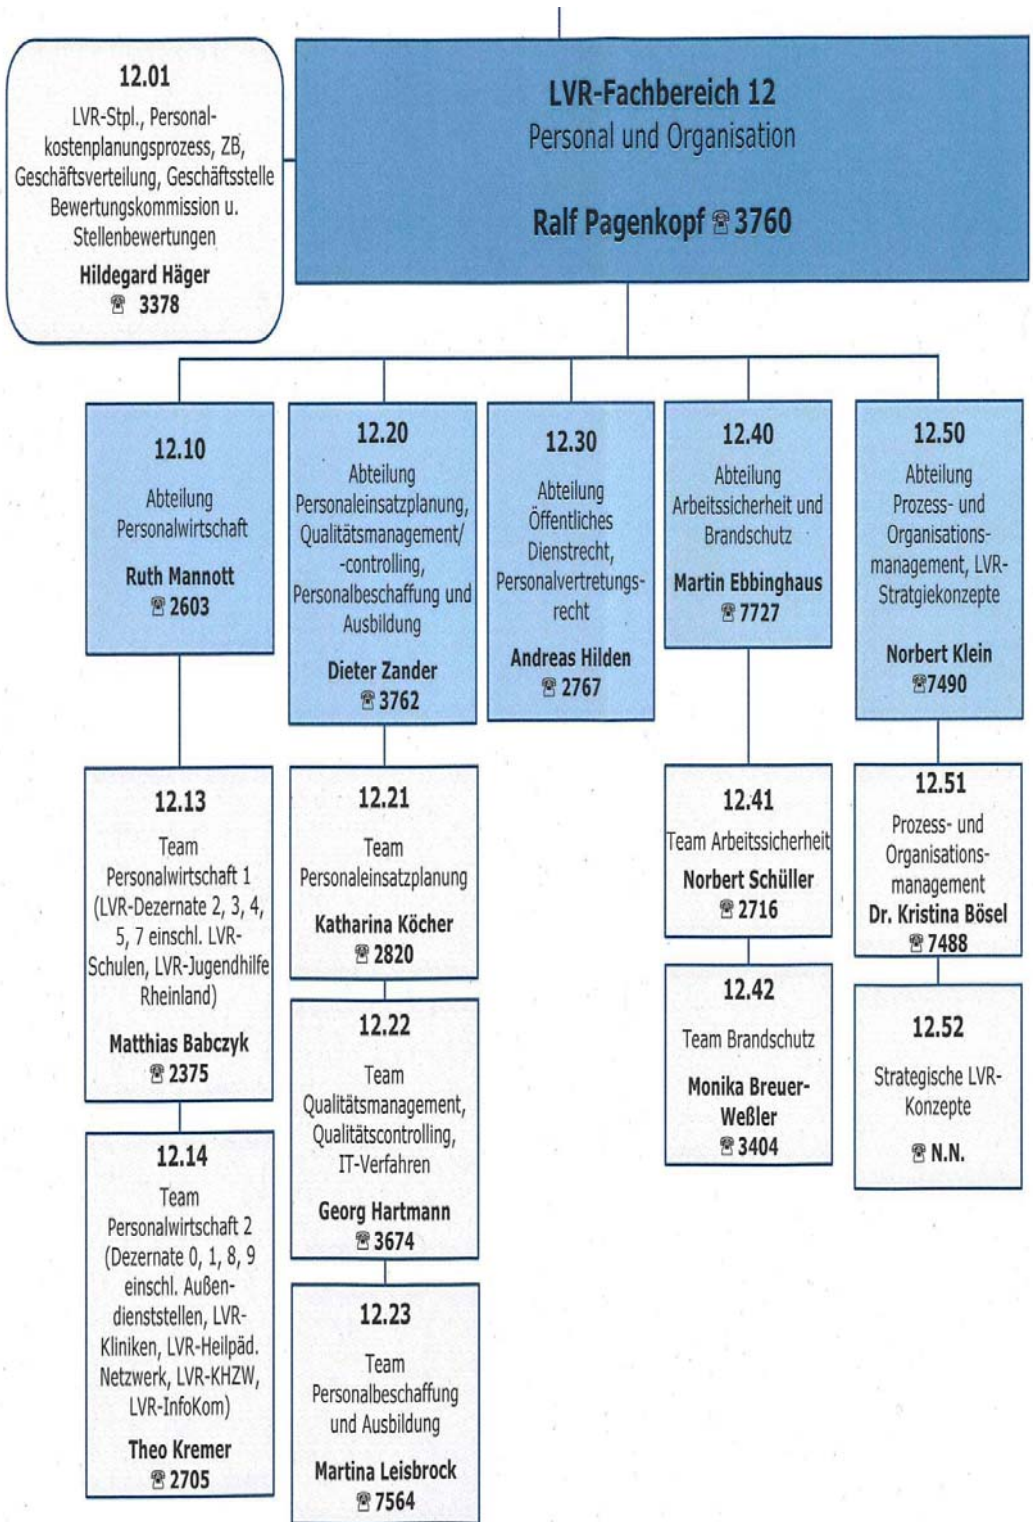 12.01
LVR-Stpl., Personal-
kostenplanungsprozess, ZB,
Geschäftsverteilung, Geschäftsstelle
Bewertungskommission u.
Stellenbewertungen
Hildegard Häger
☎ 3378
LVR-Fachbereich 12
Personal und Organisation
Ralf Pagenkopf ☎ 3760
12.10
Abteilung
Personalwirtschaft
Ruth Mannott
☎ 2603
12.20
Abteilung
Personaleinsatzplanung,
Qualitätsmanagement/
-controlling,
Personalbeschaffung und
Ausbildung
Dieter Zander
☎ 3762
12.30
Abteilung
Öffentliches
Dienstrecht,
Personalvertretungs-
recht
Andreas Hilden
☎ 2767
12.40
Abteilung
Arbeitssicherheit und
Brandschutz
Martin Ebbinghaus
☎ 7727
12.50
Abteilung
Prozess- und
Organisations-
management, LVR-
Stratgiekonzepte
Norbert Klein
☎7490
12.13
Team
Personalwirtschaft 1
(LVR-Dezernate 2, 3, 4,
5, 7 einschl. LVR-
Schulen, LVR-Jugendhilfe
Rheinland)
Matthias Babczyk
☎ 2375
12.14
Team
Personalwirtschaft 2
(Dezernate 0, 1, 8, 9
einschl. Außen-
dienststellen, LVR-
Kliniken, LVR-Heilpäd.
Netzwerk, LVR-KHZW,
LVR-InfoKom)
Theo Kremer
☎ 2705
12.21
Team
Personaleinsatzplanung
Katharina Köcher
☎ 2820
12.22
Team
Qualitätsmanagement,
Qualitätscontrolling,
IT-Verfahren
Georg Hartmann
☎ 3674
12.23
Team
Personalbeschaffung
und Ausbildung
Martina Leisbrock
☎ 7564
12.41
Team Arbeitssicherheit
Norbert Schüller
☎ 2716
12.42
Team Brandschutz
Monika Breuer-
Weßler
☎ 3404
12.51
Prozess- und
Organisations-
management
Dr. Kristina Bösel
☎ 7488
12.52
Strategische LVR-
Konzepte
☎ N.N.